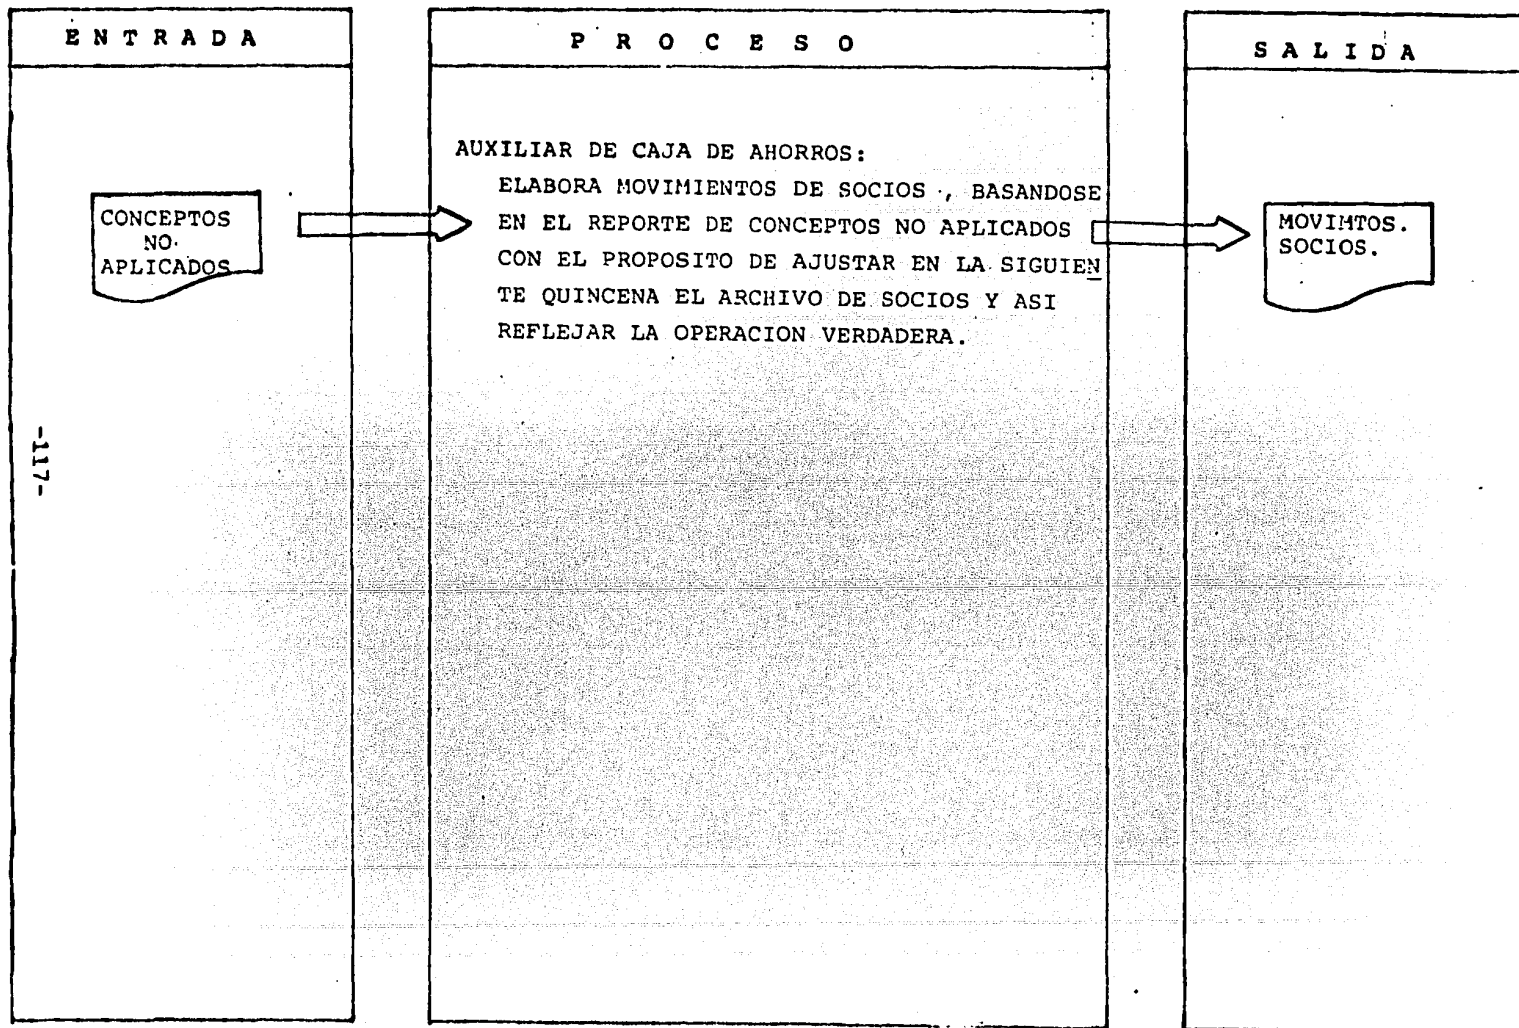 E N T R A D A
P R O C E S O
S A L I D A
AUXILIAR DE CAJA DE AHORROS:
ELABORA MOVIMIENTOS DE SOCIOS , BASANDOSE
EN EL REPORTE DE CONCEPTOS NO APLICADOS
CON EL PROPOSITO DE AJUSTAR EN LA SIGUIEN
TE QUINCENA EL ARCHIVO DE SOCIOS Y ASI
REFLEJAR LA OPERACION VERDADERA.
CONCEPTOS
NO
APLICADOS
MOVIMTOS.
SOCIOS.
-117-